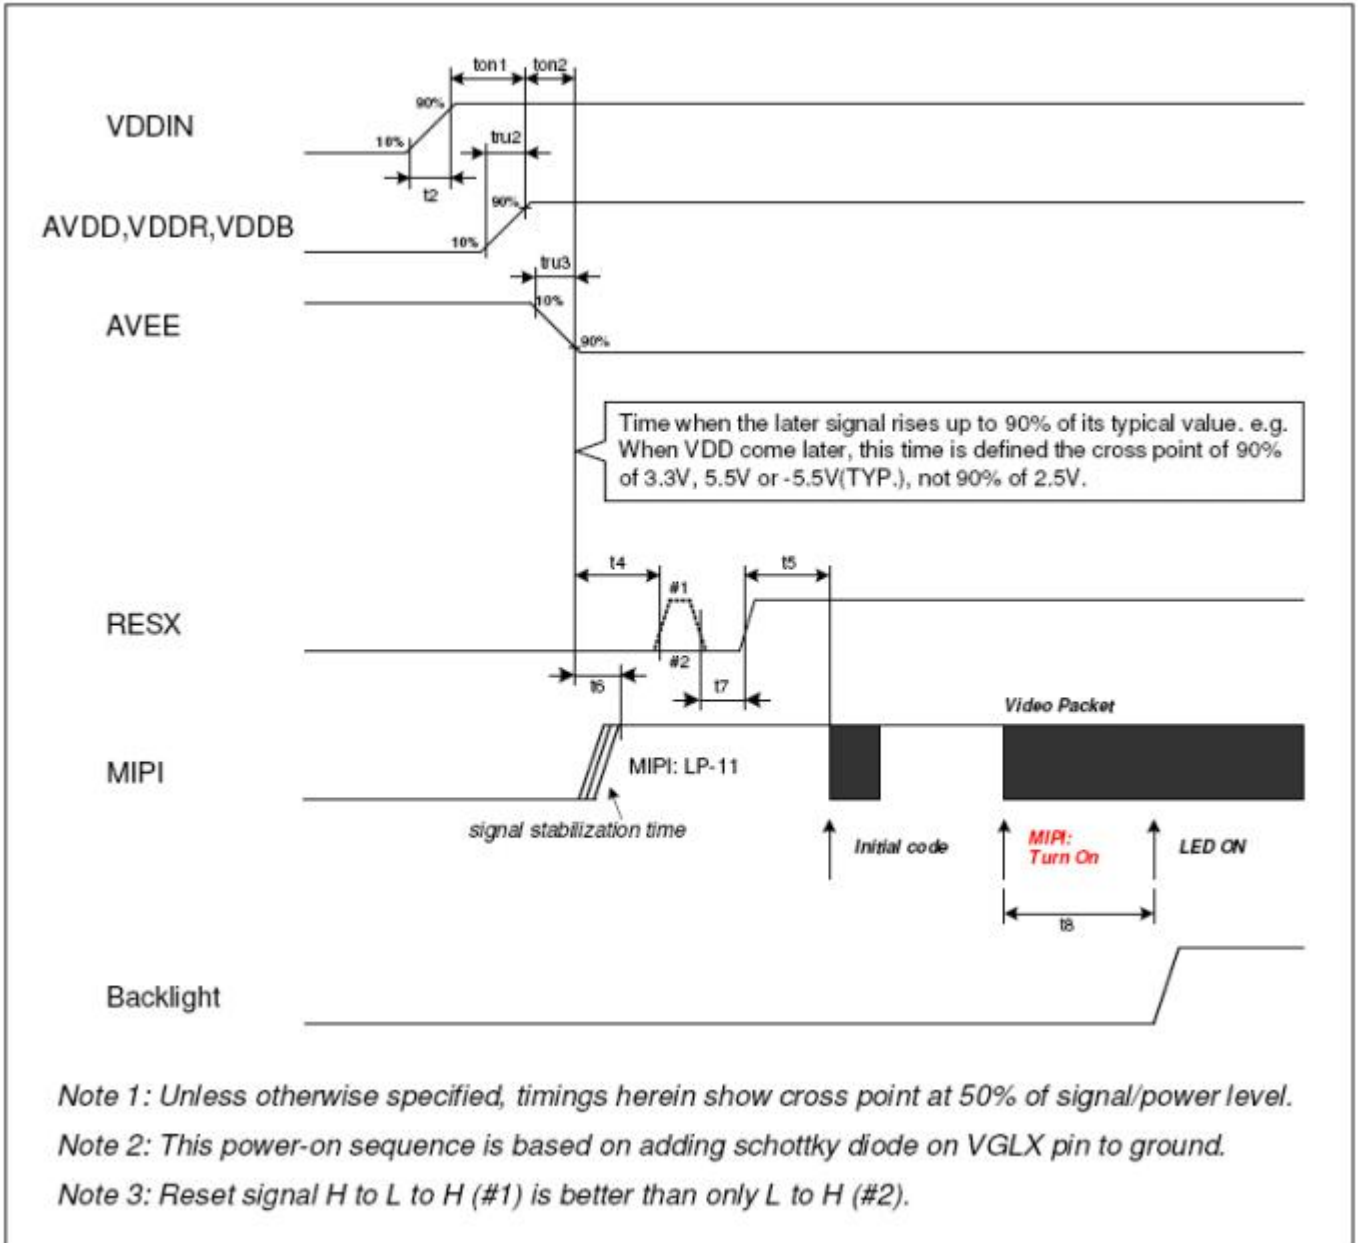 ton1 ton2
VDDIN
90%
10%
tru2
t2
AVDD,VDDR,VDDB
90%
10%
tru3
AVEE
10%
90%
Time when the later signal rises up to 90% of its typical value. e.g.
When VDD come later, this time is defined the cross point of 90%
of 3.3V, 5.5V or -5.5V(TYP.), not 90% of 2.5V.
t4
t5
#1
RESX
#2
t6
t7
Video Packet
MIPI
MIPI: LP-11
signal stabilization time
Initial code
MIPI:
Turn On
LED ON
t8
Backlight
Note 1: Unless otherwise specified, timings herein show cross point at 50% of signal/power level.
Note 2: This power-on sequence is based on adding schottky diode on VGLX pin to ground.
Note 3: Reset signal H to L to H (#1) is better than only L to H (#2).